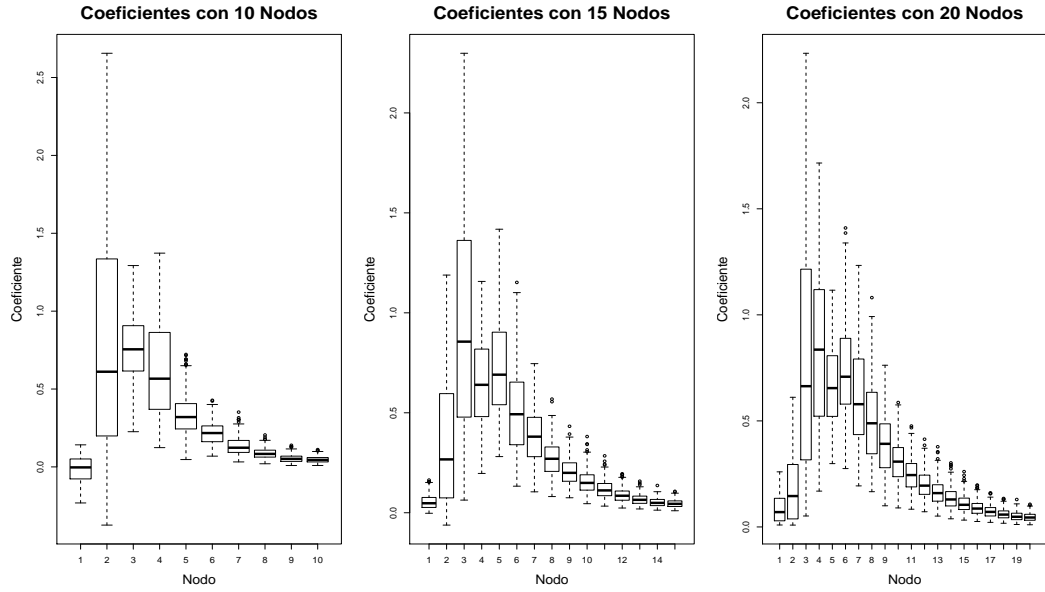 Coeficientes con 10 Nodos
Coeficiente
2.5
2.0
1.5
1.0
0.5
0.0
1 2 3 4 5 6 7 8 9 10
Nodo
Coeficientes con 15 Nodos
Coeficiente
2.0
1.5
1.0
0.5
0.0
1 2 3 4 5 6 7 8 9 10 12 14
Nodo
Coeficientes con 20 Nodos
Coeficiente
2.0
1.5
1.0
0.5
0.0
1 2 3 4 5 6 7 8 9 11 13 15 17 19
Nodo